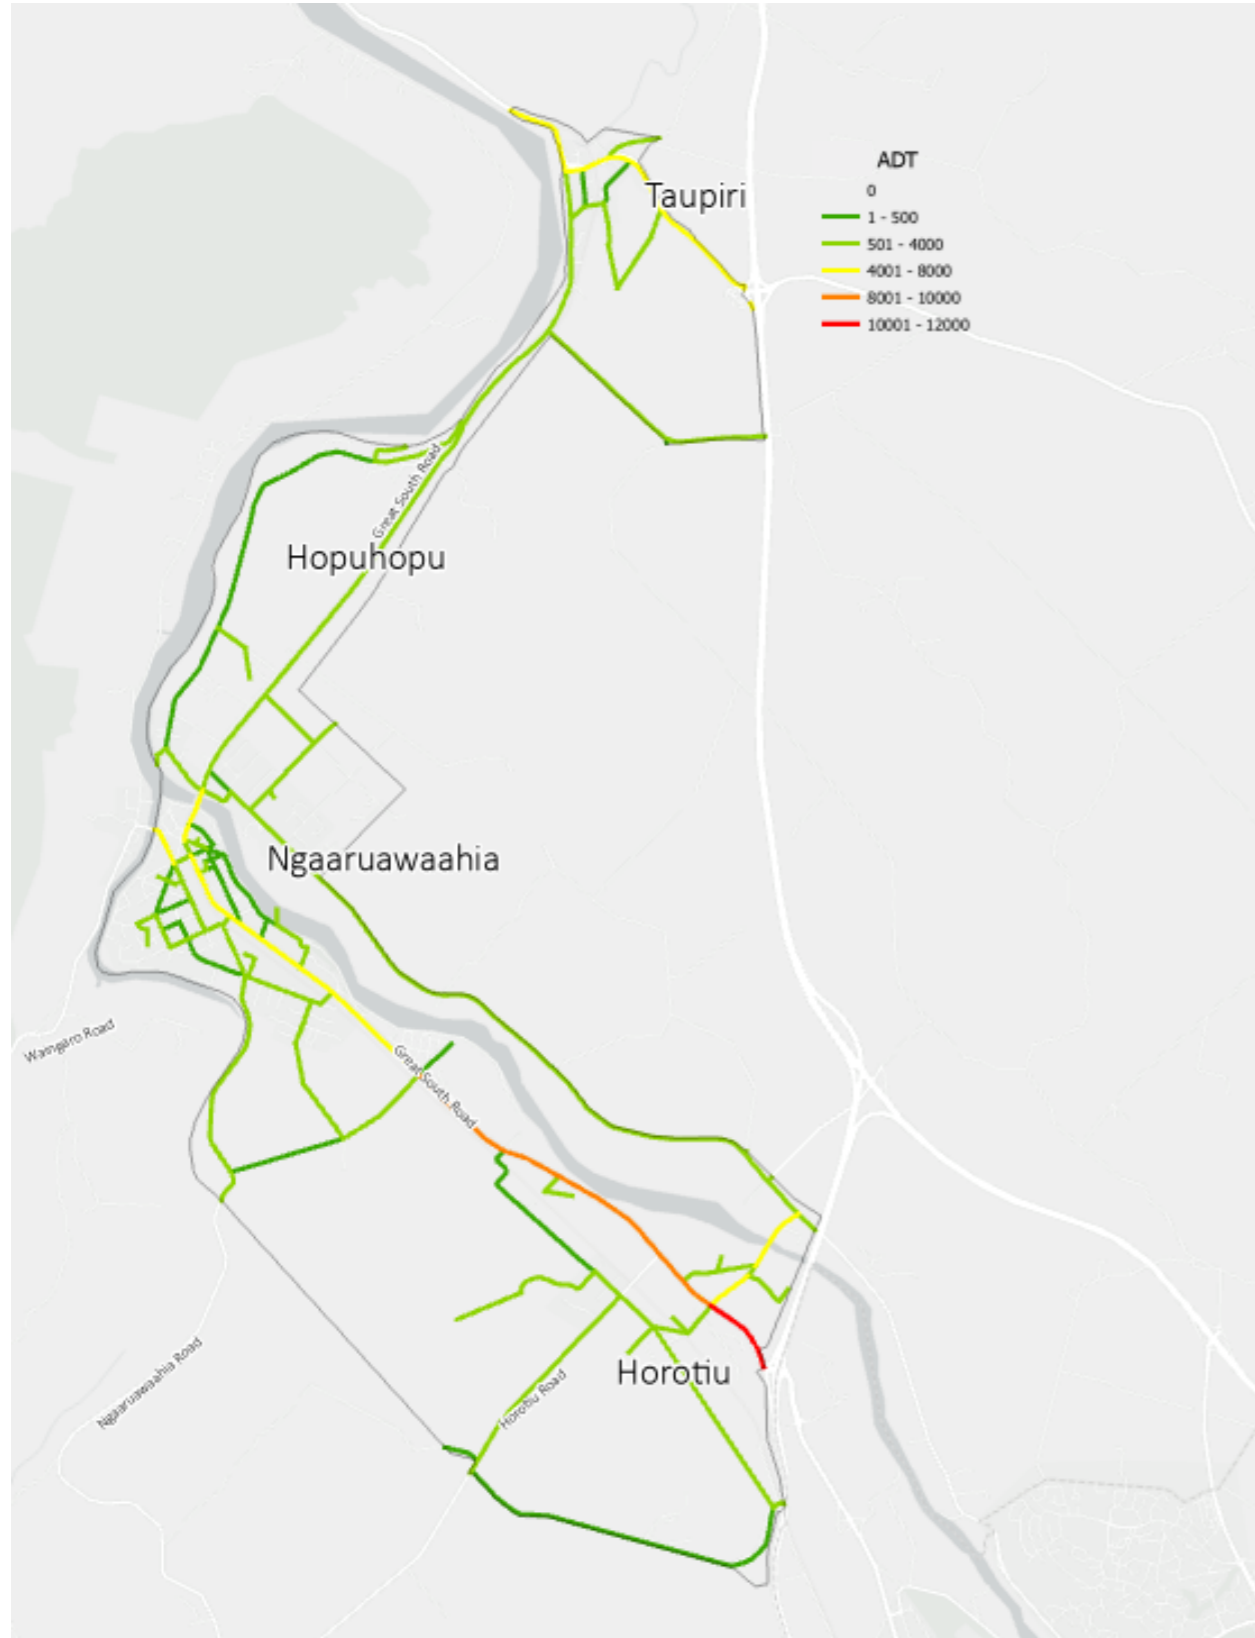 ADT
0
1 - 500
501 - 4000
4001 - 8000
8001 - 10000
10001 - 12000
Taupiri
Great South Road
Hopuhopu
Ngaaruawaahia
Waingaro Road
Great South Road
Ngaaruawaahia Road
Horotiu
Horotiu Road